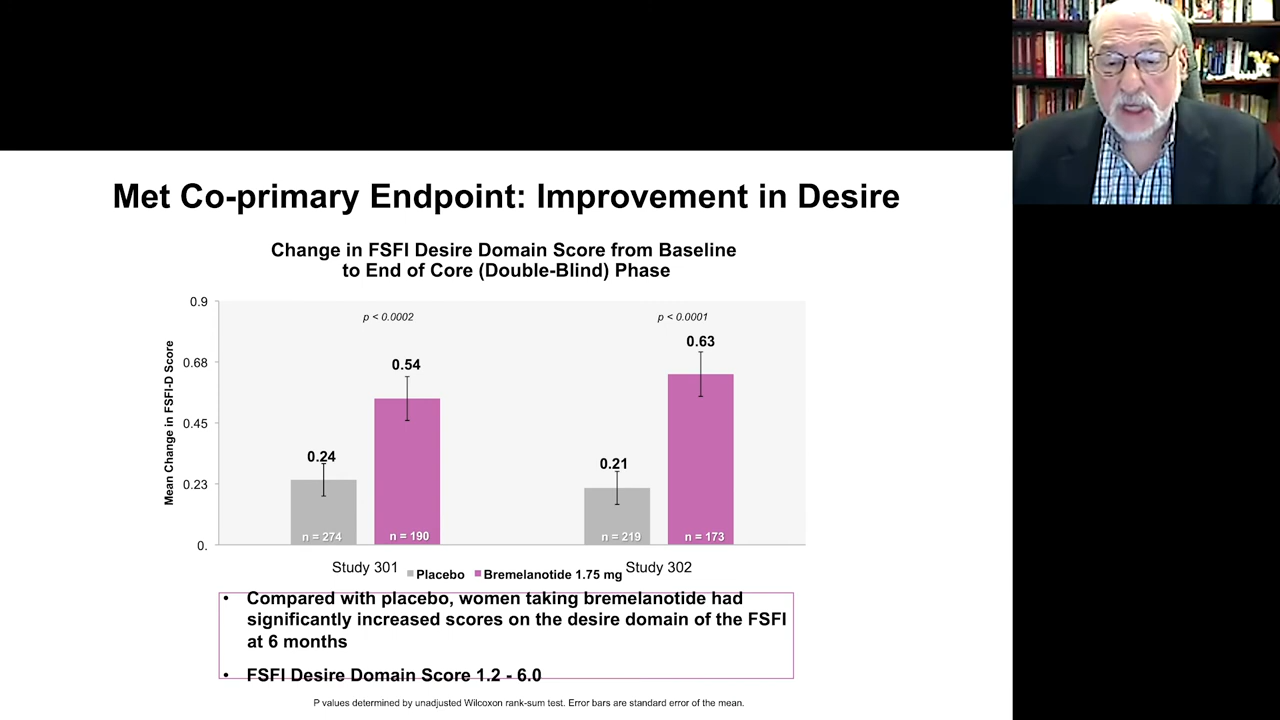 Met Co-primary Endpoint: Improvement in Desire
Change in FSFI Desire Domain Score from Baseline
to End of Core (Double-Blind) Phase
Mean Change in FSFI-D Score
0.9
0.68
0.45
0.23
0.
p < 0.0002
p < 0.0001
0.24
0.54
0.21
0.63
n = 274
n = 190
n = 219
n = 173
Study 301
Study 302
Placebo
Bremelanotide 1.75 mg
• Compared with placebo, women taking bremelanotide had
significantly increased scores on the desire domain of the FSFI
at 6 months
• FSFI Desire Domain Score 1.2 - 6.0
P values determined by unadjusted Wilcoxon rank-sum test. Error bars are standard error of the mean.